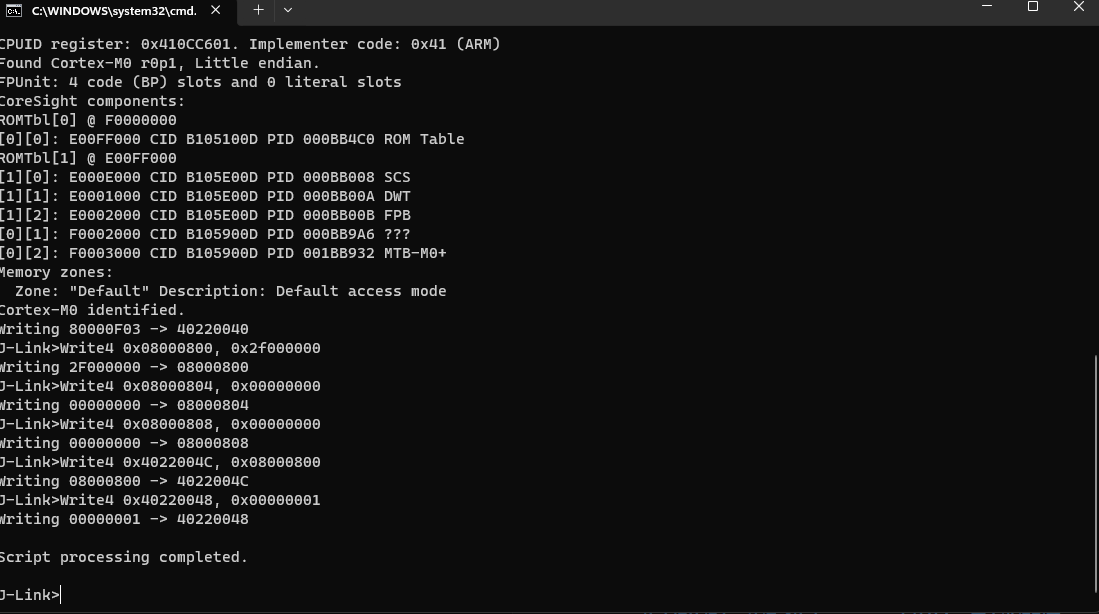 C:\WINDOWS\system32\cmd.
CPUID register: 0x410CC601. Implementer code: 0x41 (ARM)
Found Cortex-M0 r0p1, Little endian.
FPUnit: 4 code (BP) slots and 0 literal slots
CoreSight components:
ROMTbl[0] @ F0000000
[0][0]: E00FF000 CID B105100D PID 000BB4C0 ROM Table
ROMTbl[1] @ E00FF000
[1][0]: E000E000 CID B105E00D PID 000BB008 SCS
[1][1]: E0001000 CID B105E00D PID 000BB00A DWT
[1][2]: E0002000 CID B105E00D PID 000BB00B FPB
[0][1]: F0002000 CID B105900D PID 000BB9A6 ???
[0][2]: F0003000 CID B105900D PID 001BB932 MTB-M0+
Memory zones:
Zone: "Default" Description: Default access mode
Cortex-M0 identified.
Writing 80000F03 -> 40220040
J-Link>Write4 0x08000800, 0x2f000000
Writing 2F000000 -> 08000800
J-Link>Write4 0x08000804, 0x00000000
Writing 00000000 -> 08000804
J-Link>Write4 0x08000808, 0x00000000
Writing 00000000 -> 08000808
J-Link>Write4 0x4022004C, 0x08000800
Writing 08000800 -> 4022004C
J-Link>Write4 0x40220048, 0x00000001
Writing 00000001 -> 40220048
Script processing completed.
J-Link>